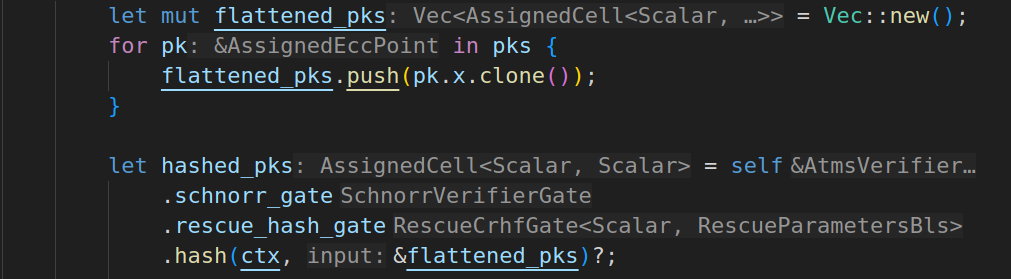 let mut flattened_pks: Vec<AssignedCell<Scalar, …>> = Vec::new();
for pk: &AssignedEccPoint in pks {
flattened_pks.push(pk.x.clone());
}
let hashed_pks: AssignedCell<Scalar, Scalar> = self &AtmsVerifier…
.schnorr_gate SchnorrVerifierGate
.rescue_hash_gate RescueCrhfGate<Scalar, RescueParametersBls>
.hash(ctx, input: &flattened_pks)?;